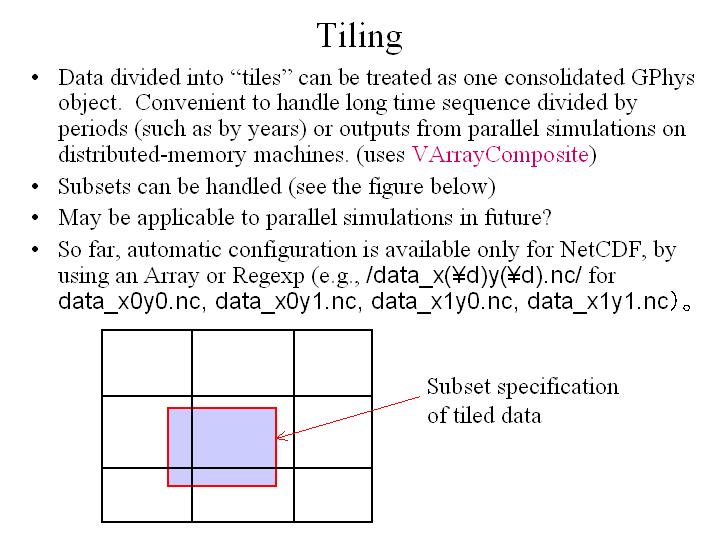 Tiling
• Data divided into “tiles” can be treated as one consolidated GPhys
object.  Convenient to handle long time sequence divided by
periods (such as by years) or outputs from parallel simulations on
distributed-memory machines. (uses VArrayComposite)
• Subsets can be handled (see the figure below)
• May be applicable to parallel simulations in future?
• So far, automatic configuration is available only for NetCDF, by
using an Array or Regexp (e.g., /data_x(¥d)y(¥d).nc/ for
data_x0y0.nc, data_x0y1.nc, data_x1y0.nc, data_x1y1.nc）。
Subset specification
of tiled data